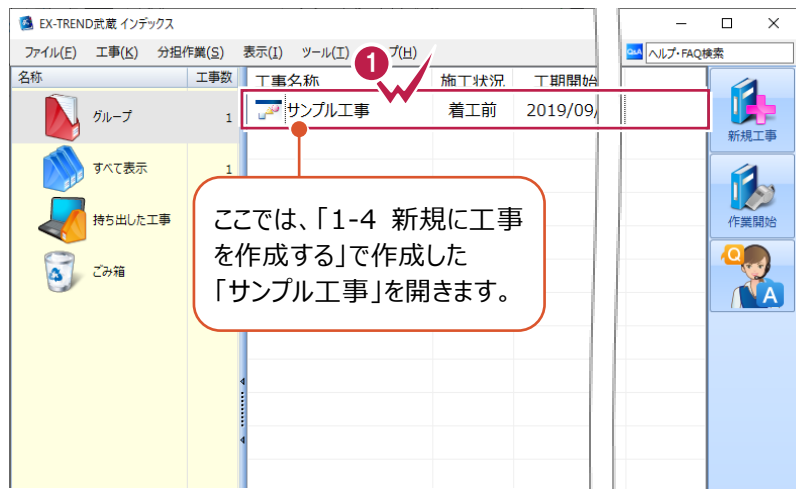 EX-TREND武蔵 インデックス
ファイル(F) 工事(K) 分担作業(S) 表示(I) ツール(T) プ(H)
ヘルプ・FAQ検索
名称 工事数 工事名称 施工状況 工期開始
1
グループ 1
サンプル工事 着工前 2019/09/
新規工事
すべて表示 1
持ち出した工事
作業開始
ごみ箱
Q
A
ここでは、「1-4 新規に工事
を作成する」で作成した
「サンプル工事」を開きます。